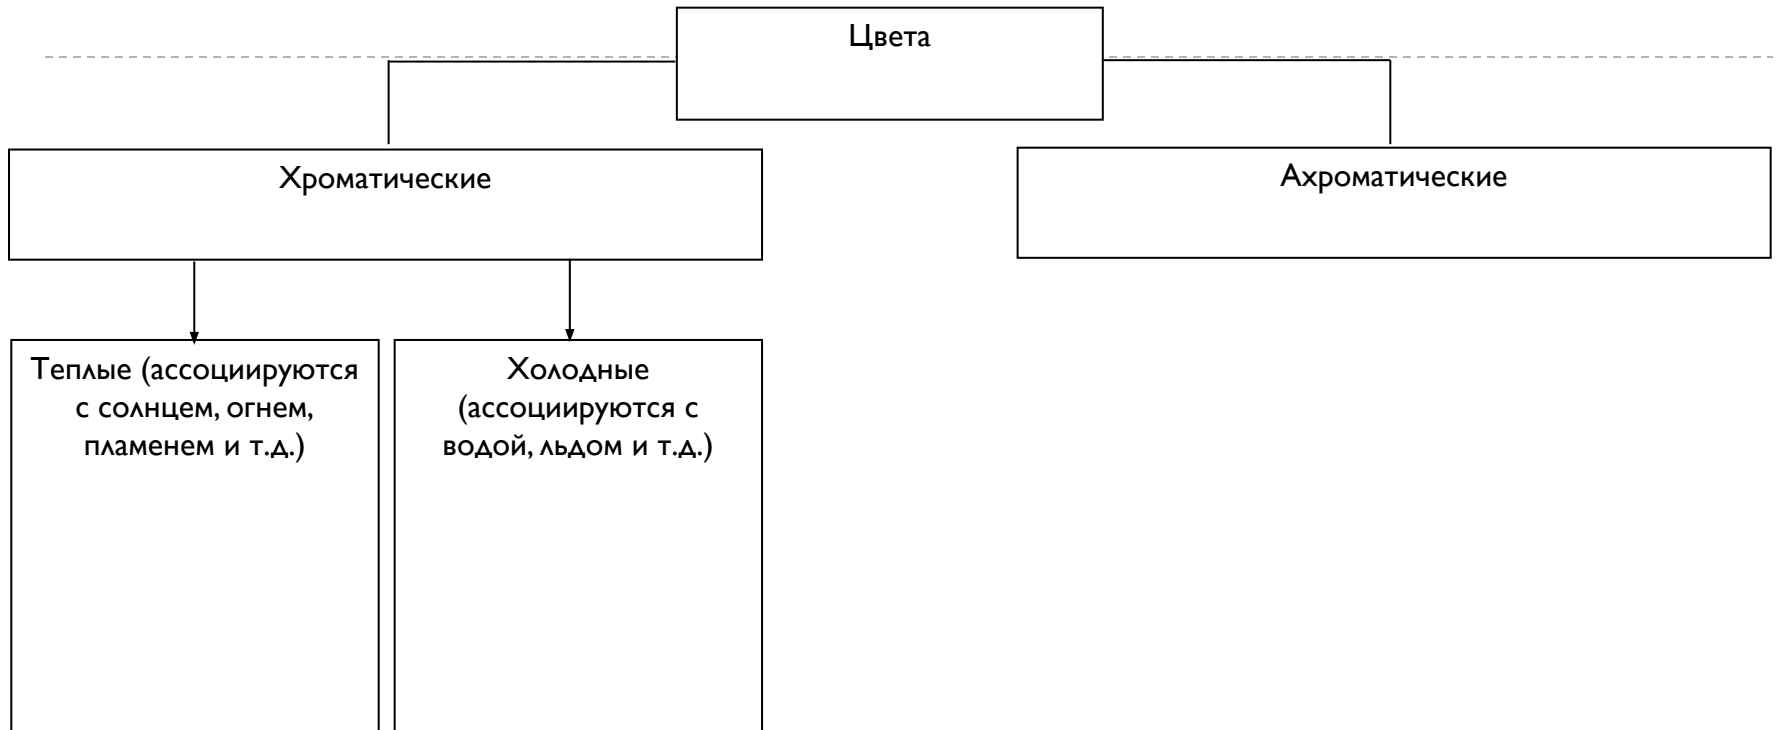 Цвета
Хроматические
Ахроматические
Теплые (ассоциируются
с солнцем, огнем,
пламенем и т.д.)
Холодные
(ассоциируются с
водой, льдом и т.д.)